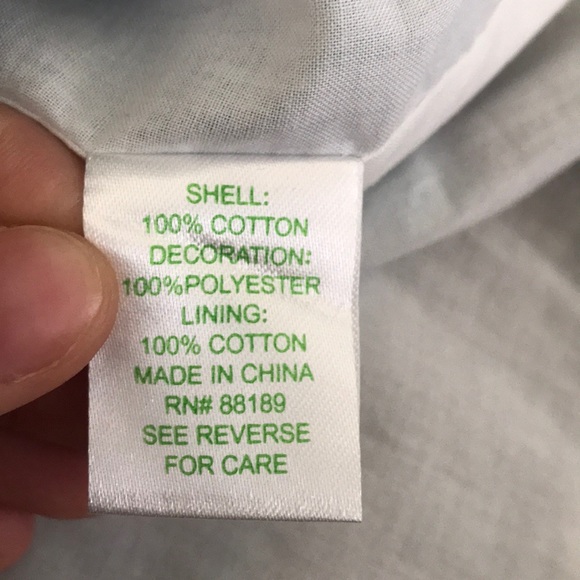 SHELL:
100% COTTON
DECORATION:
100%POLYESTER
LINING:
100% COTTON
MADE IN CHINA
RN# 88189
SEE REVERSE
FOR CARE